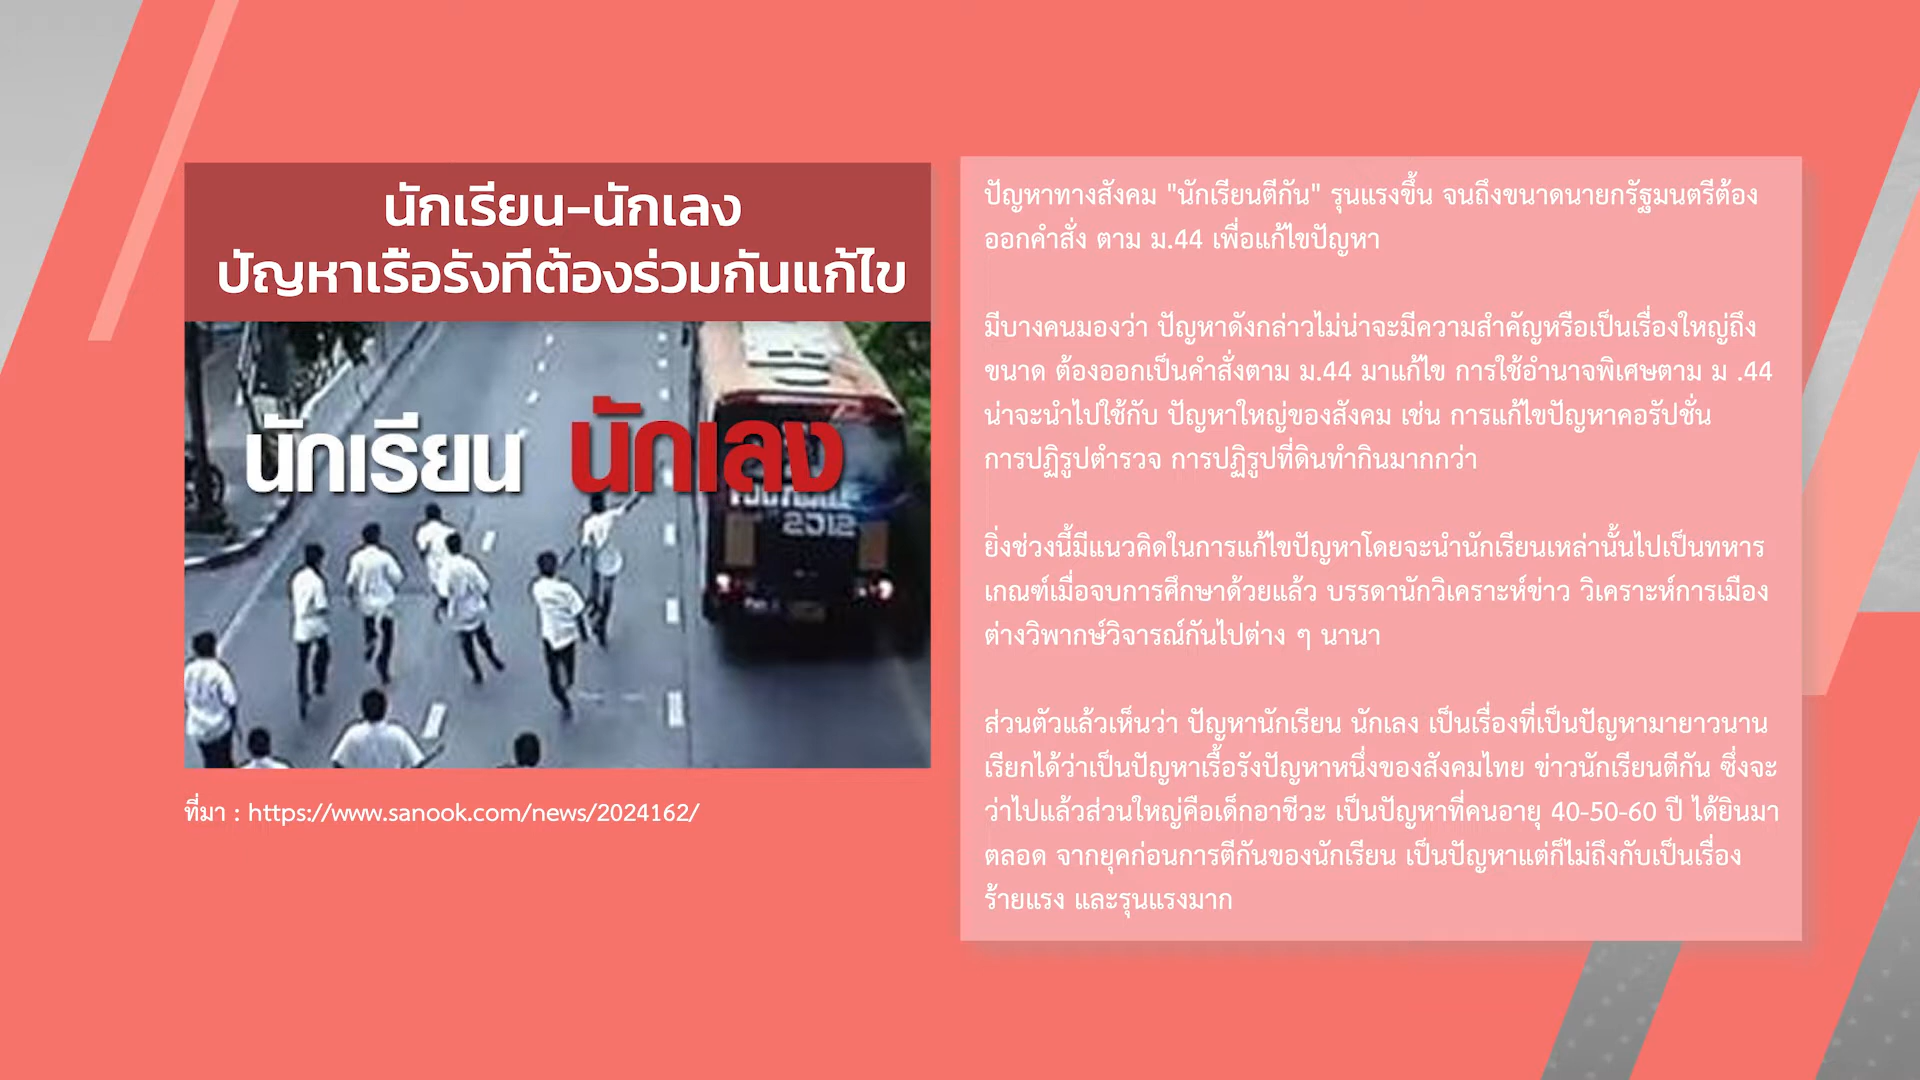 นักเรียน-นักเลง
ปัญหาเรื้อรังที่ต้องร่วมกันแก้ไข
นักเรียน นักเลง
2012
ที่มา : https://www.sanook.com/news/2024162/
ปัญหาทางสังคม "นักเรียนตีกัน" รุนแรงขึ้น จนถึงขนาดนายกรัฐมนตรีต้อง
ออกคำสั่ง ตาม ม.44 เพื่อแก้ไขปัญหา
มีบางคนมองว่า ปัญหาดังกล่าวไม่น่าจะมีความสำคัญหรือเป็นเรื่องใหญ่ถึง
ขนาด ต้องออกเป็นคำสั่งตาม ม.44 มาแก้ไข การใช้อำนาจพิเศษตาม ม .44
น่าจะนำไปใช้กับ ปัญหาใหญ่ของสังคม เช่น การแก้ไขปัญหาคอรัปชั่น
การปฏิรูปตำรวจ การปฏิรูปที่ดินทำกินมากกว่า
ยิ่งช่วงนี้มีแนวคิดในการแก้ไขปัญหาโดยจะนำนักเรียนเหล่านั้นไปเป็นทหาร
เกณฑ์เมื่อจบการศึกษาด้วยแล้ว บรรดานักวิเคราะห์ข่าว วิเคราะห์การเมือง
ต่างวิพากษ์วิจารณ์กันไปต่าง ๆ นานา
ส่วนตัวแล้วเห็นว่า ปัญหานักเรียน นักเลง เป็นเรื่องที่เป็นปัญหามายาวนาน
เรียกได้ว่าเป็นปัญหาเรื้อรังปัญหาหนึ่งของสังคมไทย ข่าวนักเรียนตีกัน ซึ่งจะ
ว่าไปแล้วส่วนใหญ่คือเด็กอาชีวะ เป็นปัญหาที่คนอายุ 40-50-60 ปี ได้ยินมา
ตลอด จากยุคก่อนการตีกันของนักเรียน เป็นปัญหาแต่ก็ไม่ถึงกับเป็นเรื่อง
ร้ายแรง และรุนแรงมาก